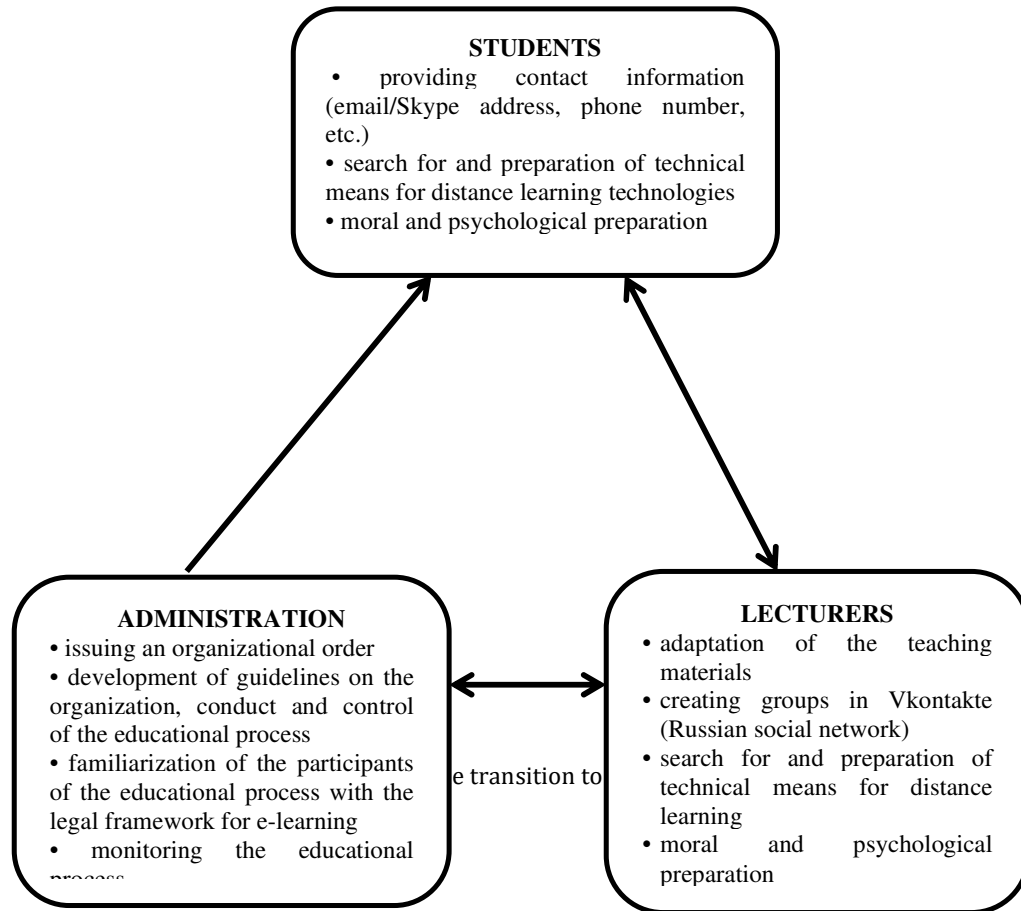 STUDENTS
• providing contact information
(email/Skype address, phone number,
etc.)
• search for and preparation of technical
means for distance learning technologies
• moral and psychological preparation
ADMINISTRATION
• issuing an organizational order
• development of guidelines on the
organization, conduct and control
of the educational process
• familiarization of the participants
of the educational process with the
legal framework for e-learning
• monitoring the educational
process
e transition to
LECTURERS
• adaptation of the teaching
materials
• creating groups in Vkontakte
(Russian social network)
• search for and preparation of
technical means for distance
learning
• moral and psychological
preparation